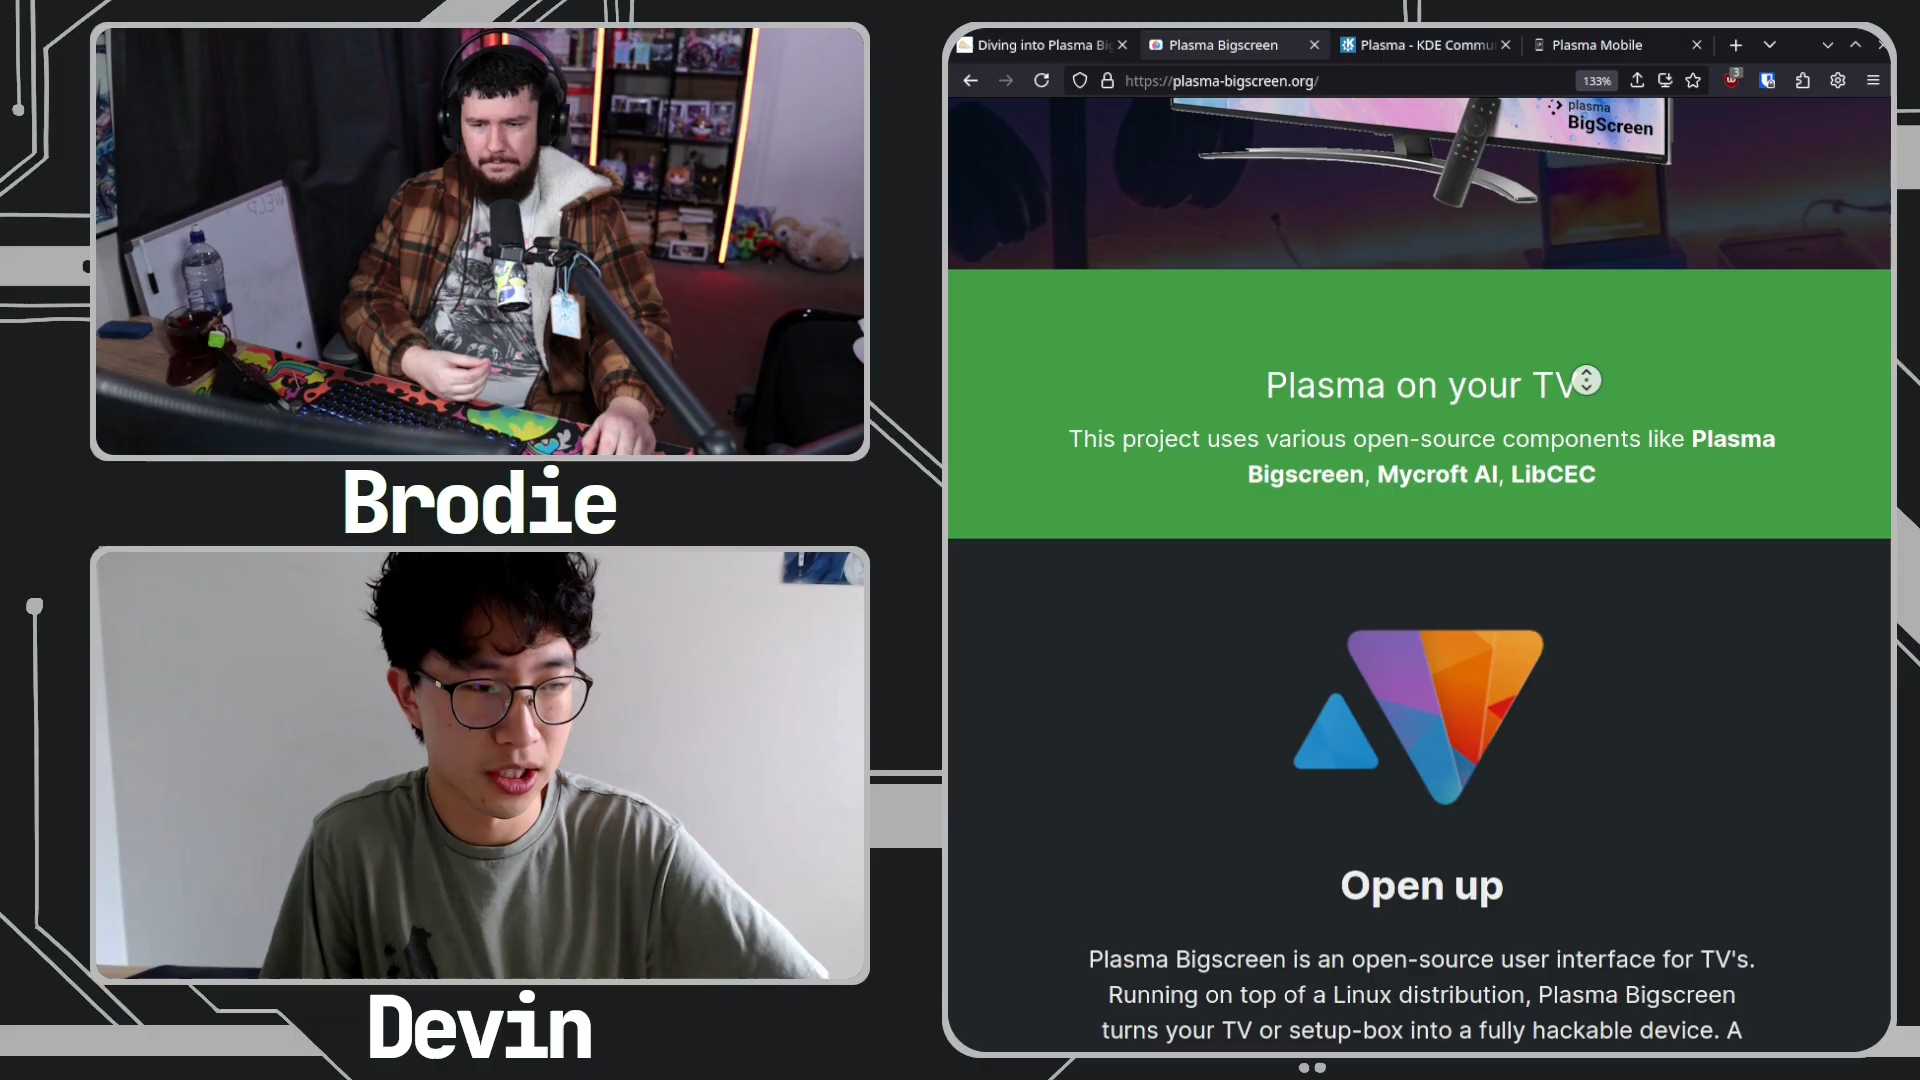 Brodie
Devin
Diving into Plasma Bi
Plasma Bigscreen
Plasma - KDE Commu
Plasma Mobile
https://plasma-bigscreen.org/
133%
3
plasma
BigScreen
Plasma on your TV
This project uses various open-source components like Plasma
Bigscreen, Mycroft AI, LibCEC
Open up
Plasma Bigscreen is an open-source user interface for TV's.
Running on top of a Linux distribution, Plasma Bigscreen
turns your TV or setup-box into a fully hackable device. A